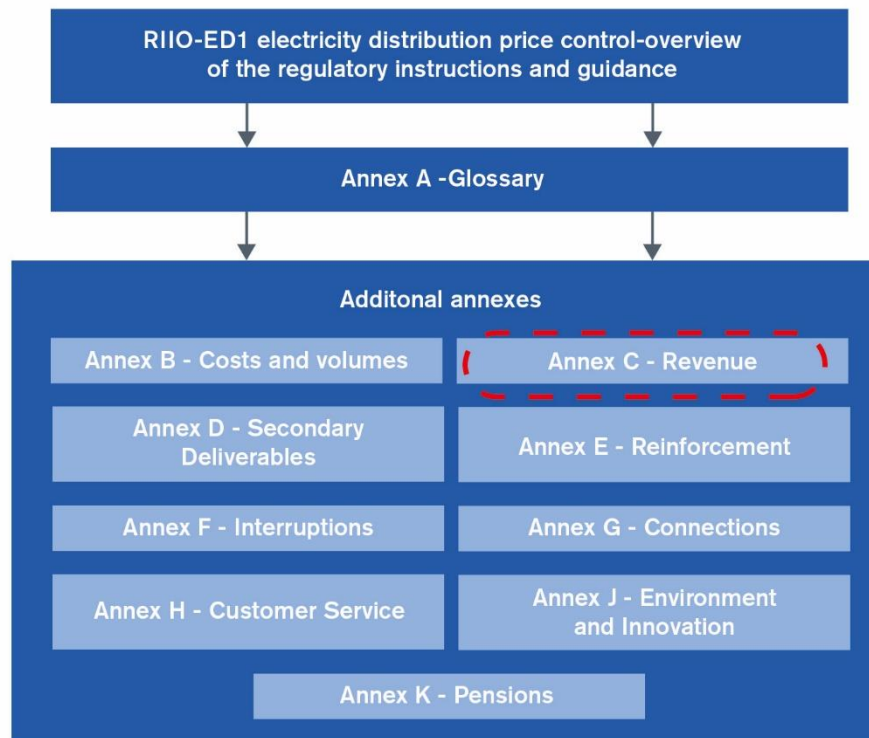 RIIO-ED1 electricity distribution price control-overview
of the regulatory instructions and guidance
Annex A -Glossary
Additonal annexes
Annex B - Costs and volumes
Annex C - Revenue
Annex D - Secondary
Deliverables
Annex E - Reinforcement
Annex F - Interruptions
Annex G - Connections
Annex H - Customer Service
Annex J - Environment
and Innovation
Annex K - Pensions